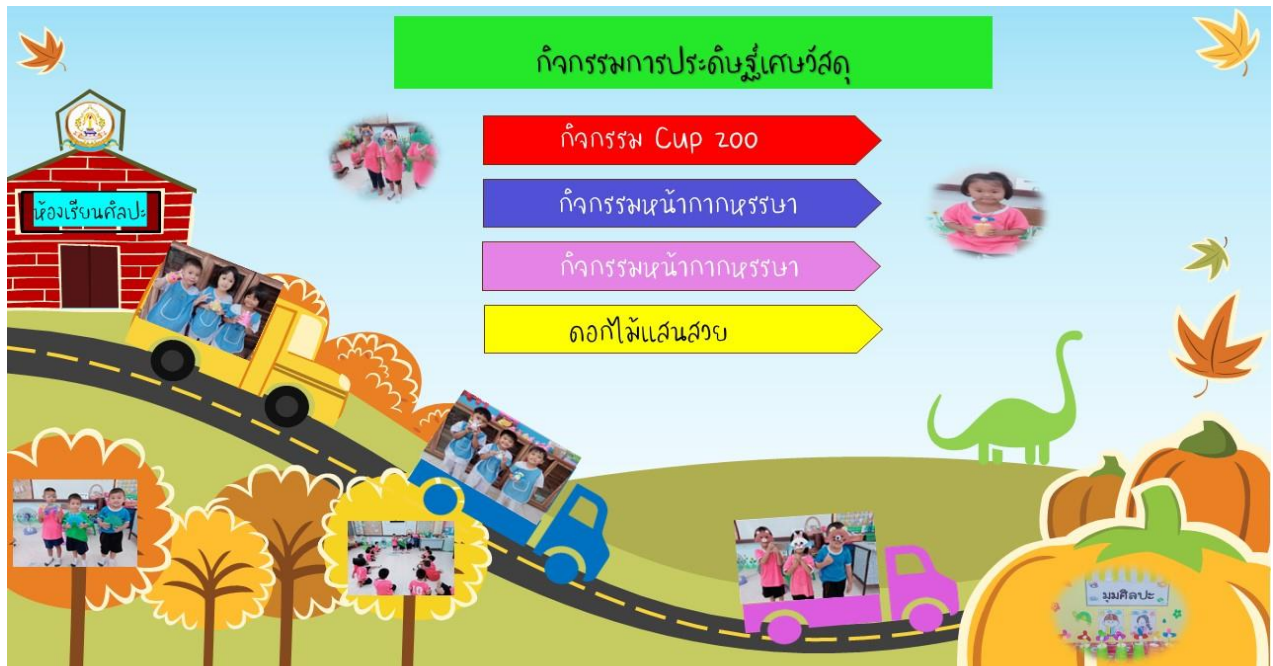 กิจกรรมการประดิษฐ์เศษวัสดุ
กิจกรรม Cup zoo
กิจกรรมหน้ากากหรรษา
กิจกรรมหน้ากากหรรษา
ดอกไม้แสนสวย
ห้องเรียนศิลปะ
มุมศิลปะ